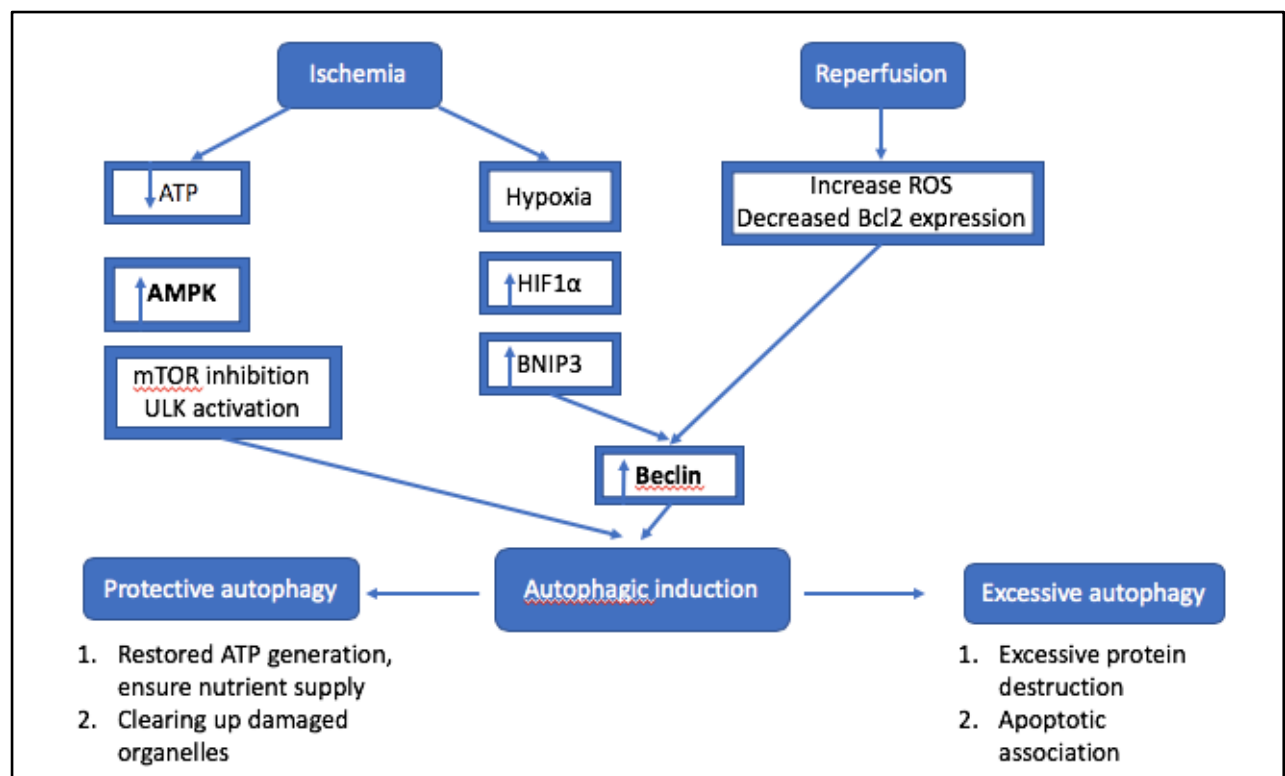 Ischemia
Reperfusion
ATP
Hypoxia
Increase ROS
Decreased Bcl2 expression
AMPK
HIF1α
BNIP3
mTOR inhibition
ULK activation
Beclin
Protective autophagy
Autophagic induction
Excessive autophagy
1. Restored ATP generation,
ensure nutrient supply
2. Clearing up damaged
organelles
1. Excessive protein
destruction
2. Apoptotic
association